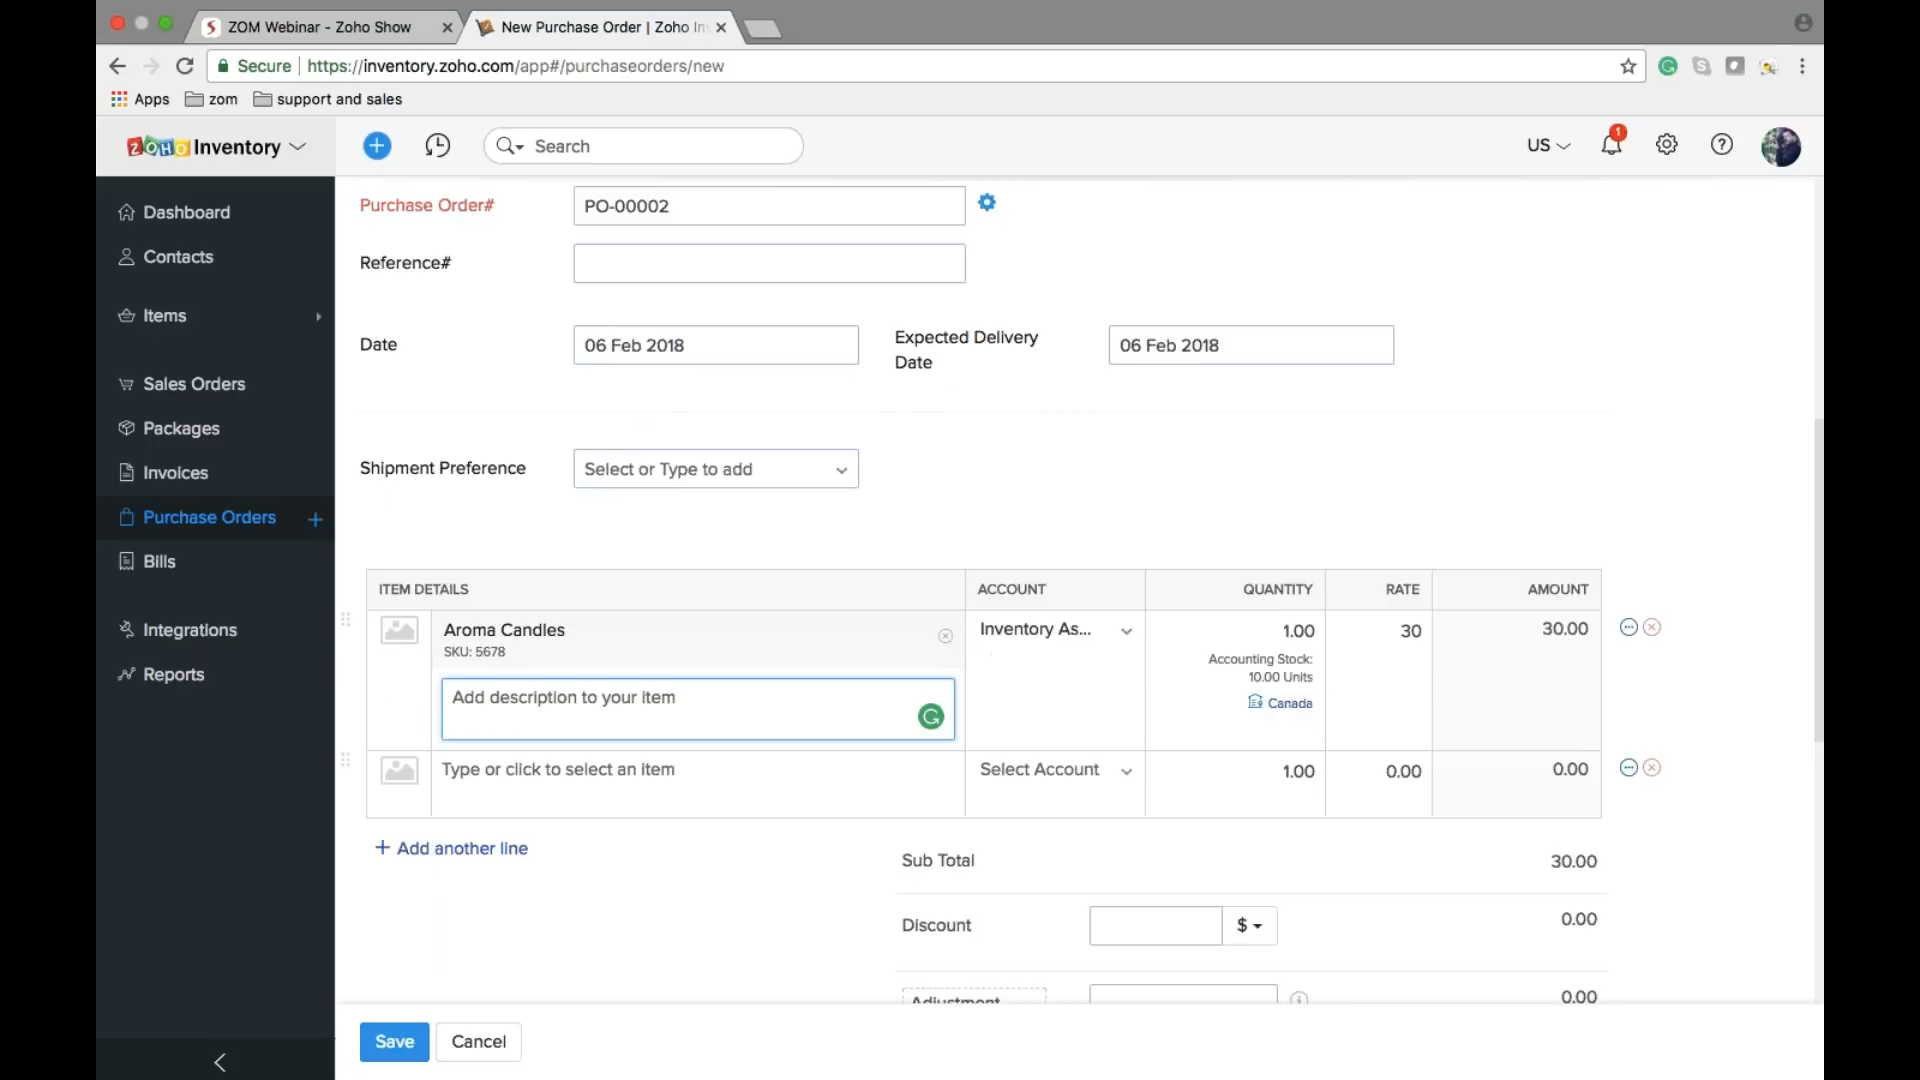 ZOM Webinar - Zoho Show
New Purchase Order | Zoho In
Secure https://inventory.zoho.com/app#/purchaseorders/new
Apps zom support and sales
ZOHO Inventory
Search
US
1
Dashboard
Contacts
Items
Sales Orders
Packages
Invoices
Purchase Orders
Bills
Integrations
Reports
Purchase Order# PO-00002
Reference#
Date 06 Feb 2018
Expected Delivery
Date
06 Feb 2018
Shipment Preference Select or Type to add
ITEM DETAILS ACCOUNT QUANTITY RATE AMOUNT
Aroma Candles Inventory As... 1.00 30 30.00
SKU: 5678
Accounting Stock:
10.00 Units
Canada
Add description to your item
Type or click to select an item Select Account 1.00 0.00 0.00
+ Add another line
Sub Total 30.00
Discount $ 0.00
Adjustment 0.00
Save Cancel